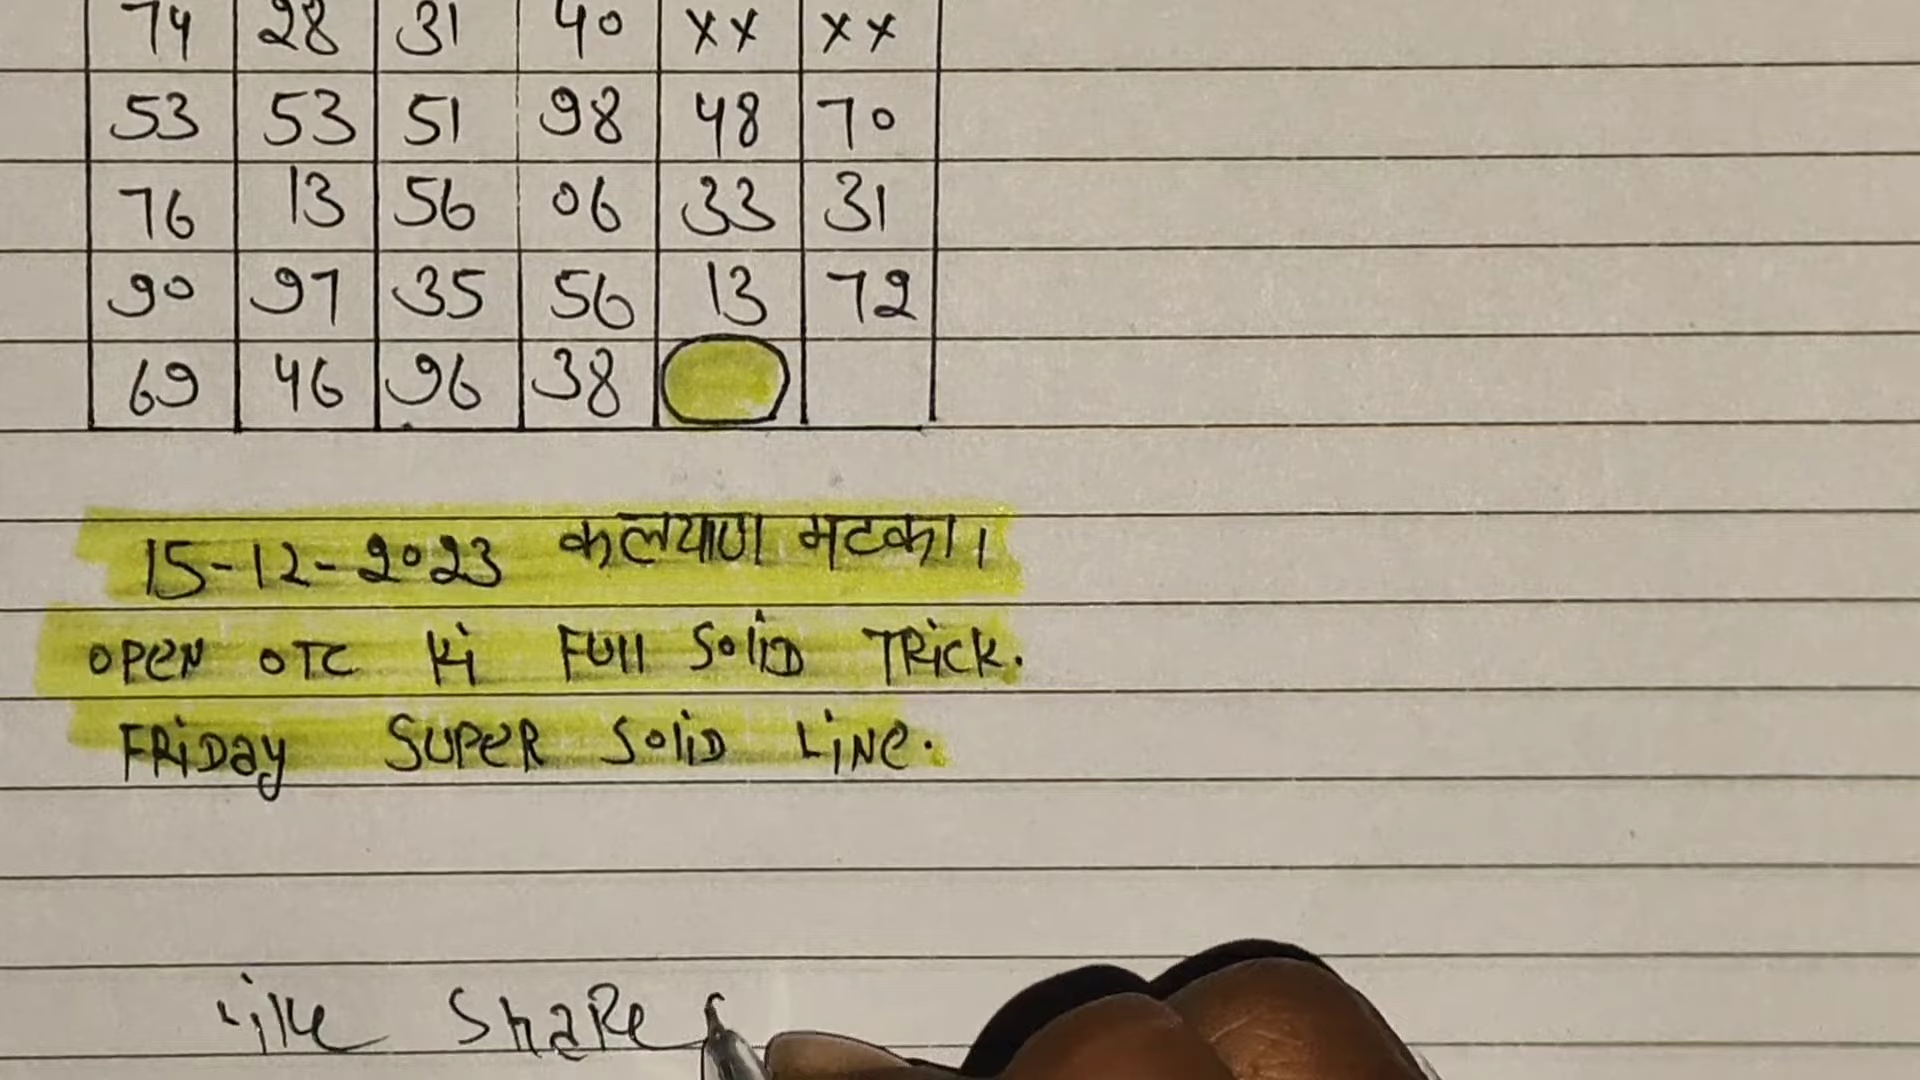 74 28 31 40 XX XX
53 53 51 98 48 70
76 13 56 06 33 31
90 97 35 56 13 72
69 46 96 38
15-12-2023 कल्याण मटका।
OPEN OTC Ki FUll SoliD TRick.
FRiDay SUPER SoliD LiNe.
Like ShaRe